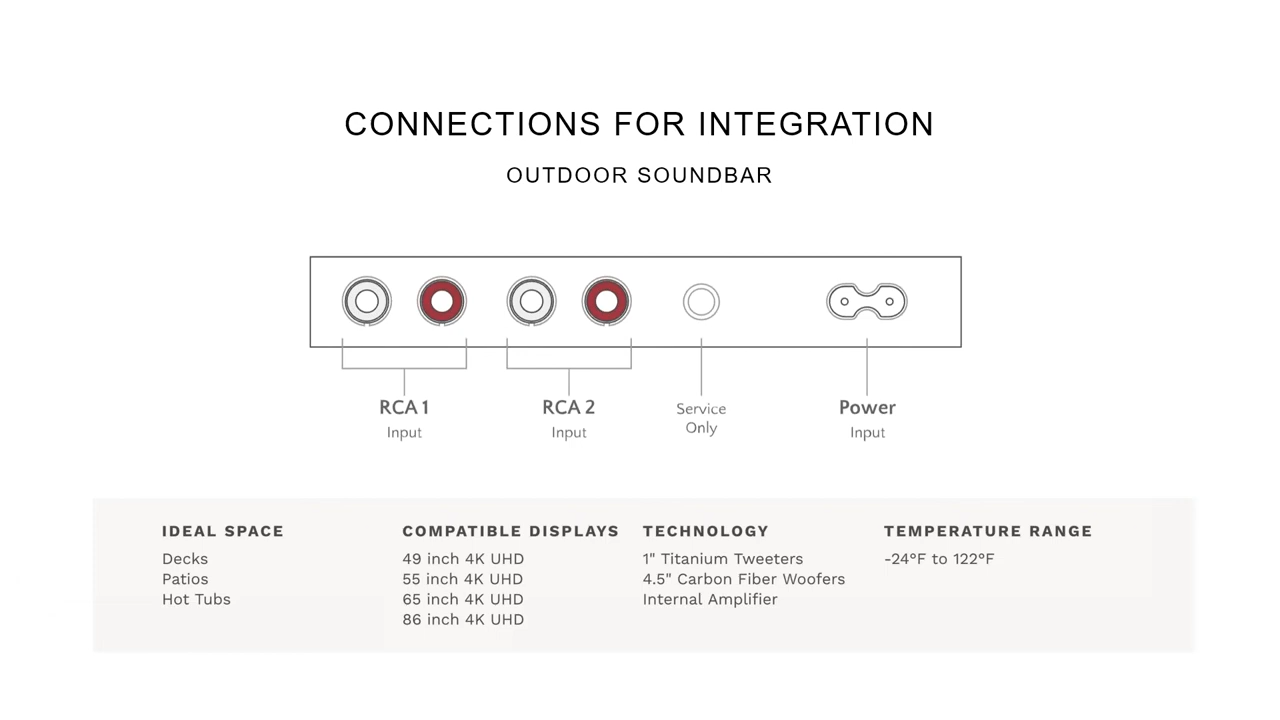 CONNECTIONS FOR INTEGRATION
OUTDOOR SOUNDBAR
RCA 1
Input
RCA 2
Input
Service
Only
Power
Input
IDEAL SPACE
Decks
Patios
Hot Tubs
COMPATIBLE DISPLAYS
49 inch 4K UHD
55 inch 4K UHD
65 inch 4K UHD
86 inch 4K UHD
TECHNOLOGY
1" Titanium Tweeters
4.5" Carbon Fiber Woofers
Internal Amplifier
TEMPERATURE RANGE
-24°F to 122°F